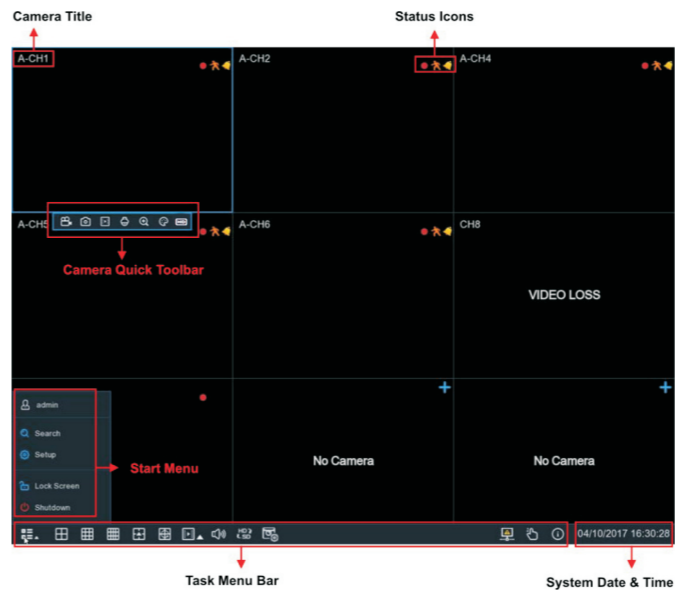 Camera Title
Status Icons
A-CH1
A-CH2
A-CH4
A-CH5
A-CH6
CH8
Camera Quick Toolbar
VIDEO LOSS
admin
Search
Setup
Start Menu
No Camera
No Camera
Lock Screen
Shutdown
HD
SD
04/10/2017 16:30:28
Task Menu Bar
System Date & Time